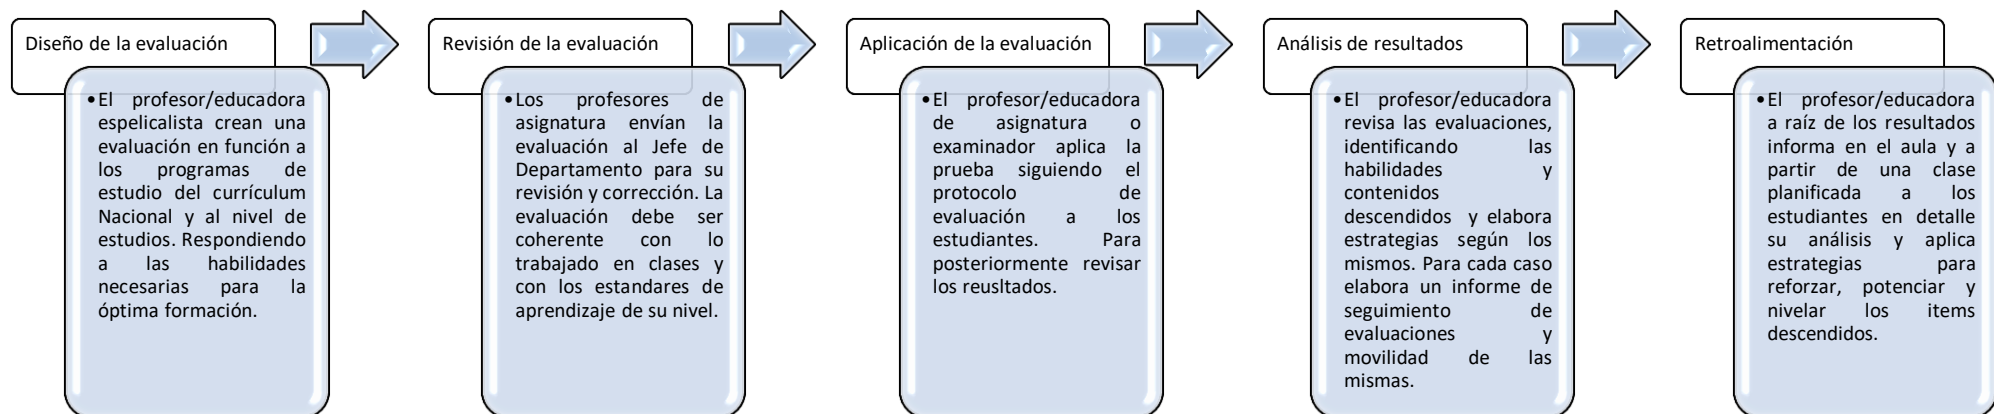 Diseño de la evaluación
•El profesor/educadora
espelicalista crean una
evaluación en función a
los programas de
estudio del currículum
Nacional y al nivel de
estudios. Respondiendo
a las habilidades
necesarias para la
óptima formación.
Revisión de la evaluación
•Los profesores de
asignatura envían la
evaluación al Jefe de
Departamento para su
revisión y corrección. La
evaluación debe ser
coherente con lo
trabajado en clases y
con los estandares de
aprendizaje de su nivel.
Aplicación de la evaluación
•El profesor/educadora
de asignatura o
examinador aplica la
prueba siguiendo el
protocolo de
evaluación a los
estudiantes. Para
posteriormente revisar
los reusltados.
Análisis de resultados
•El profesor/educadora
revisa las evaluaciones,
identificando las
habilidades y
contenidos
descendidos y elabora
estrategias según los
mismos. Para cada caso
elabora un informe de
seguimiento de
evaluaciones y
movilidad de las
mismas.
Retroalimentación
•El profesor/educadora
a raíz de los resultados
informa en el aula y a
partir de una clase
planificada a los
estudiantes en detalle
su análisis y aplica
estrategias para
reforzar, potenciar y
nivelar los items
descendidos.